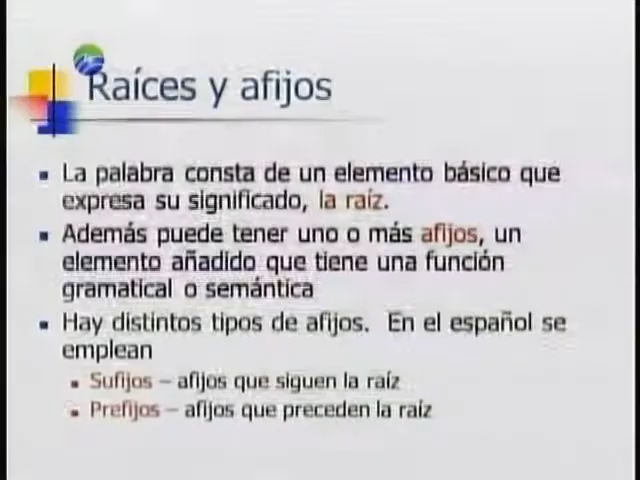 Raíces y afijos
La palabra consta de un elemento básico que
expresa su significado, la raíz.
Además puede tener uno o más afijos, un
elemento añadido que tiene una función
gramatical o semántica
Hay distintos tipos de afijos. En el español se
emplean
Sufijos – afijos que siguen la raíz
Prefijos – afijos que preceden la raíz